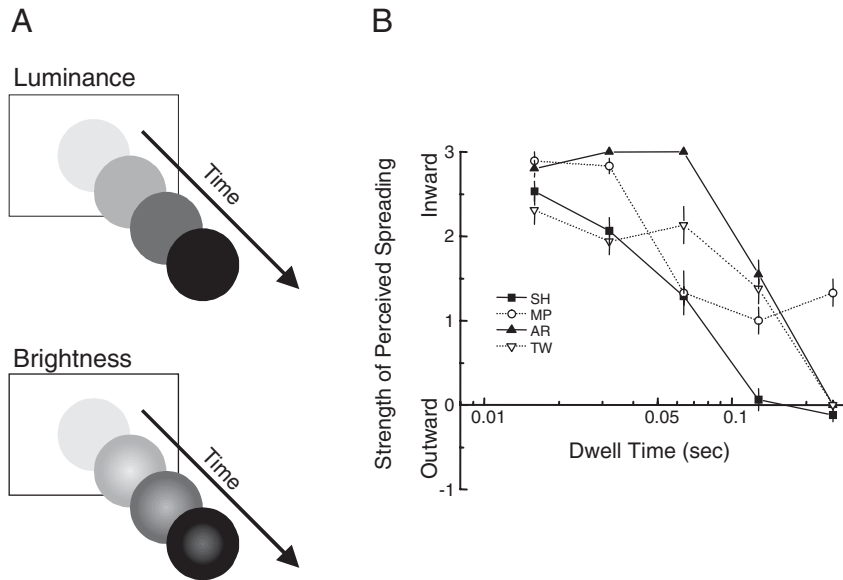 A
Luminance
Time
Brightness
Time
B
Strength of Perceived Spreading
Inward
Outward
3
2
1
0
-1
SH
MP
AR
TW
0.01
0.05
0.1
Dwell Time (sec)